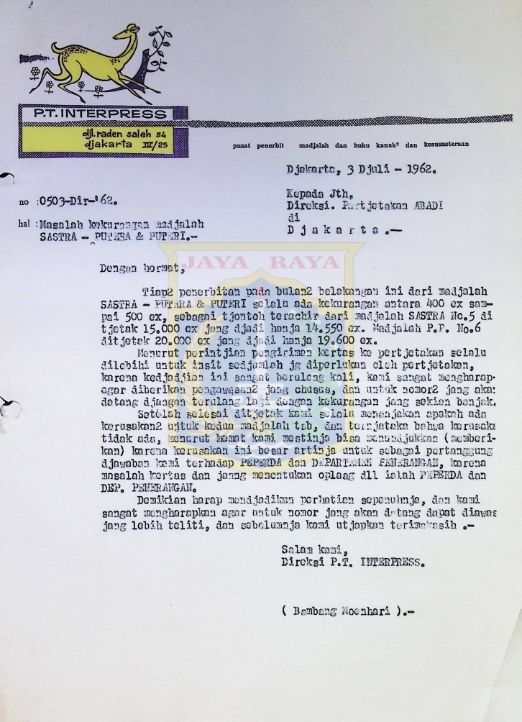 P.T. INTERPRESS
djl. raden saleh 54
djakarta IV/25
pusat penerbit madjalah dan buku kanak² dan kesusasteraan
Djakarta, 3 Djuli - 1962.
no :0503-Dir-'62.
hal :Masalah kekurangan madjalah
SASTRA - PUTERA & PUTERI.-
Kepada Jth,
Direksi. Pertjetakan ABADI
di
D j a k a r t a .-
JAYA RAYA
Dengan hormat,
Tiap2 penerbitan pada bulan2 belakangan ini dari madjalah
SASTRA - PUTERA & PUTERI selalu ada kekurangan antara 400 ex sam-
pai 500 ex, sebagai tjontoh terachir dari madjalah SASTRA No.5 di
tjetak 15.000 ex jang djadi hanja 14.550 ex. Madjalah P.P. No.6
ditjetak 20.000 ex jang djadi hanja 19.600 ex.
Menurut perintjian pengiriman kertas ke pertjetakan selalu
dilebihi untuk insit sedjumlah jg diperlukan oleh pertjetakan,
karena kedjadjian ini sangat berulang kali, kami sangat mengharap-
agar diberikan pengawasan2 jang chusus, dan untuk nomor2 jang akan
datang djangan terulang lagi dengan kekurangan jang sekian banjak.
Setelah selesai ditjetak kami selalu menanjakan apakah ada
kerusakan2 untuk kedua madjalah tsb, dan ternjata bahwa kerusaka
tidak ada, menurut hemat kami mestinja bisa menundjukkan (memberi-
kan) karena kerusakan ini besar artinja untuk sebagai pertanggung
djawaban kami terhadap PEPERDA dan DEPARTEMEN PENERANGAN, karena
masalah kertas dan jaang menentukan oplaag dll ialah PEPERDA dan
DEP. PENERANGAN.
Demikian harap mendjadikan perhatian sepenuhnja, dan kami
sangat mengharapkan agar untuk nomor jang akan datang dapat diawas
jang lebih teliti, dan sebelumnja kami utjapkan terimakasih .-
Salam kami,
Direksi P.T. INTERPRESS.
( Bambang Noenhari ).-